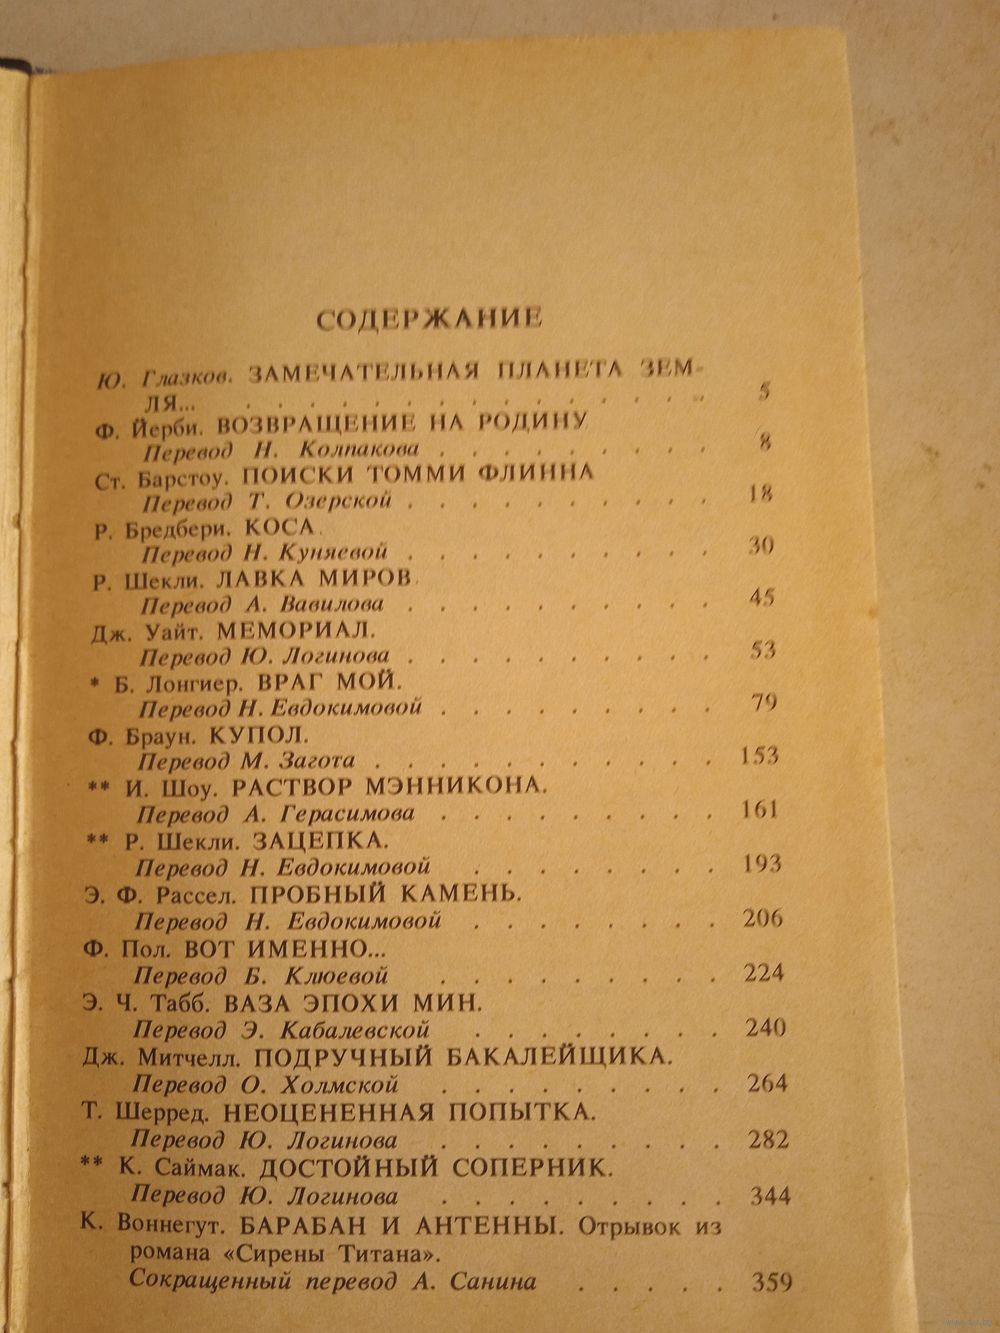 СОДЕРЖАНИЕ
Ю. Глазков. ЗАМЕЧАТЕЛЬНАЯ ПЛАНЕТА ЗЕМ-
ЛЯ... . . . . . . . . . . . . . . . 5
Ф. Йерби. ВОЗВРАЩЕНИЕ НА РОДИНУ
Перевод Н. Колпакова . . . . . . . . . 8
Ст. Барстоу. ПОИСКИ ТОММИ ФЛИННА
Перевод Т. Озерской . . . . . . . . . . 18
Р. Бредбери. КОСА.
Перевод Н. Куняевой . . . . . . . . . . 30
Р. Шекли. ЛАВКА МИРОВ.
Перевод А. Вавилова . . . . . . . . . . 45
Дж. Уайт. МЕМОРИАЛ.
Перевод Ю. Логинова . . . . . . . . . . 53
* Б. Лонгиер. ВРАГ МОЙ.
Перевод Н. Евдокимовой . . . . . . . . . 79
Ф. Браун. КУПОЛ.
Перевод М. Загота . . . . . . . . . . . 153
** И. Шоу. РАСТВОР МЭННИКОНА.
Перевод А. Герасимова . . . . . . . . . 161
** Р. Шекли. ЗАЦЕПКА.
Перевод Н. Евдокимовой . . . . . . . . 193
Э. Ф. Рассел. ПРОБНЫЙ КАМЕНЬ.
Перевод Н. Евдокимовой . . . . . . . . 206
Ф. Пол. ВОТ ИМЕННО...
Перевод Б. Клюевой . . . . . . . . . 224
Э. Ч. Табб. ВАЗА ЭПОХИ МИН.
Перевод Э. Кабалевской . . . . . . . . 240
Дж. Митчелл. ПОДРУЧНЫЙ БАКАЛЕЙЩИКА.
Перевод О. Холмской . . . . . . . . . 264
Т. Шерред. НЕОЦЕНЕННАЯ ПОПЫТКА.
Перевод Ю. Логинова . . . . . . . . . 282
** К. Саймак. ДОСТОЙНЫЙ СОПЕРНИК.
Перевод Ю. Логинова . . . . . . . . . 344
К. Воннегут. БАРАБАН И АНТЕННЫ. Отрывок из
романа «Сирены Титана».
Сокращенный перевод А. Санина . . . . . 359